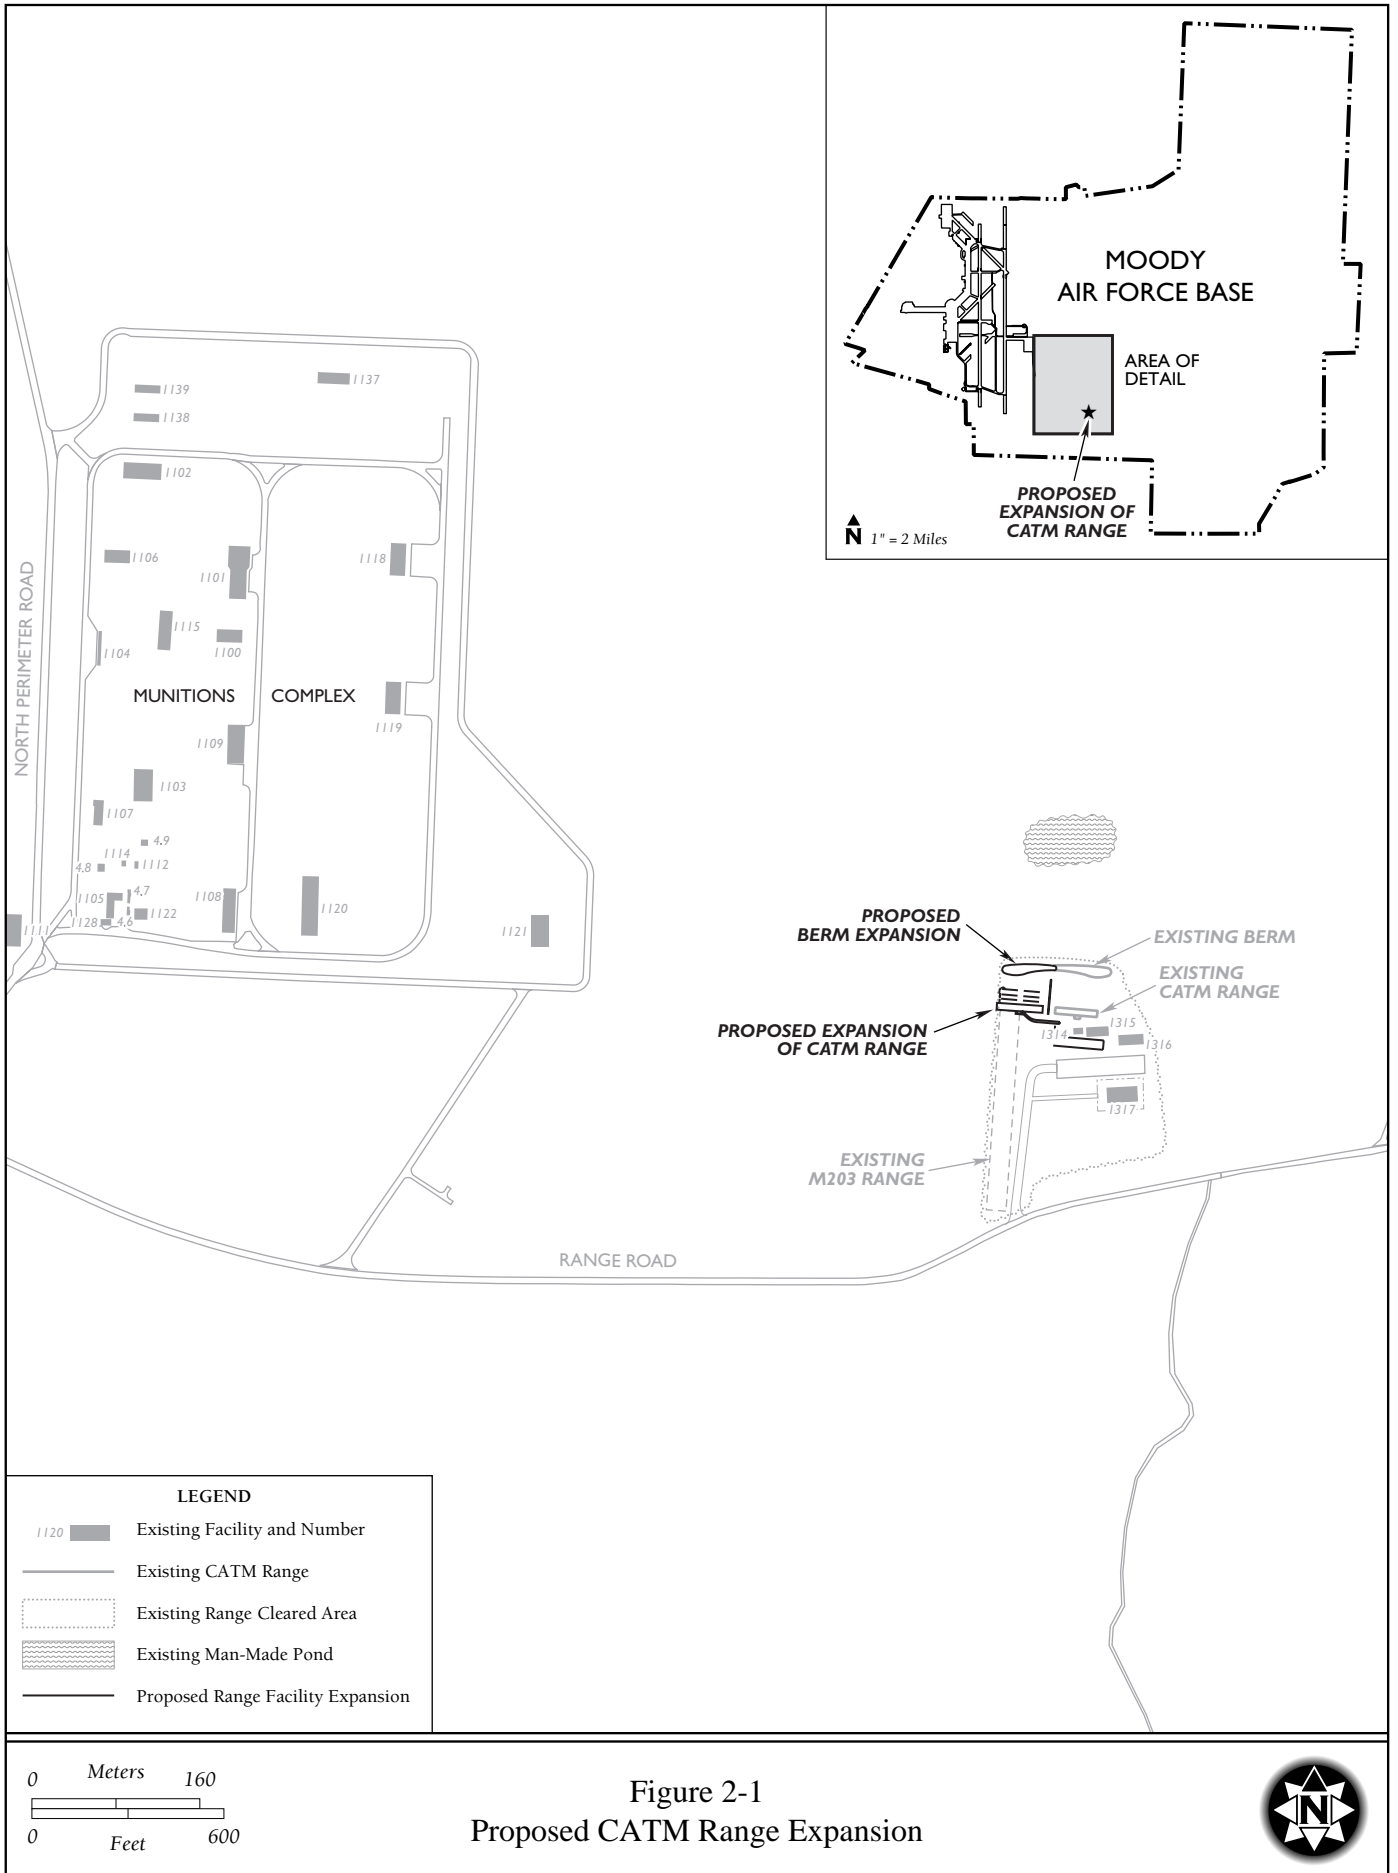 MOODY
AIR FORCE BASE
AREA OF
DETAIL
PROPOSED
EXPANSION OF
CATM RANGE
N 1" = 2 Miles
NORTH PERIMETER ROAD
1139
1137
1138
1102
1106
1101
1118
1115
1104
1100
MUNITIONS COMPLEX
1119
1109
1103
1107
4.9
1114
4.8
1112
4.7
1105
1108
1122
1120
1128
4.6
1111
1121
PROPOSED
BERM EXPANSION
EXISTING BERM
EXISTING
CATM RANGE
PROPOSED EXPANSION
OF CATM RANGE
1315
1314
1316
1317
EXISTING
M203 RANGE
RANGE ROAD
LEGEND
1120 Existing Facility and Number
Existing CATM Range
Existing Range Cleared Area
Existing Man-Made Pond
Proposed Range Facility Expansion
0 Meters 160
0 Feet 600
Figure 2-1
Proposed CATM Range Expansion
N